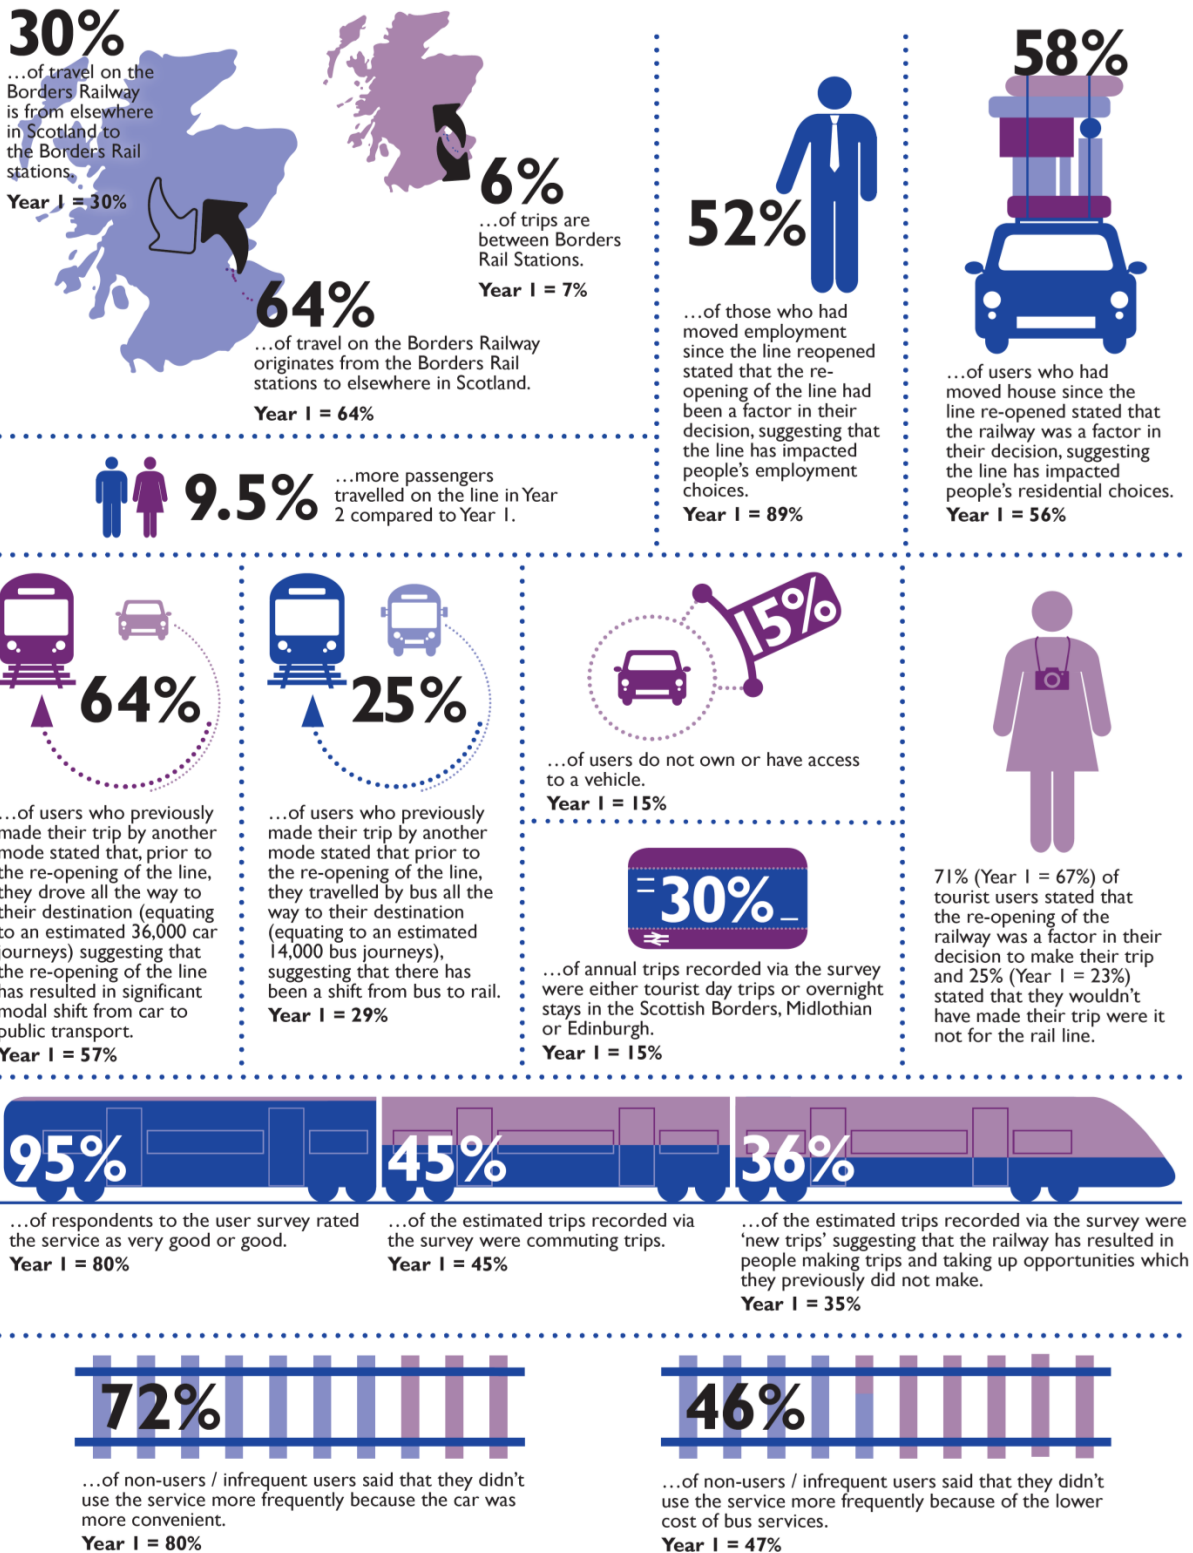 30%
...of travel on the
Borders Railway
is from elsewhere
in Scotland to
the Borders Rail
stations.
Year 1 = 30%
6%
...of trips are
between Borders
Rail Stations.
Year 1 = 7%
64%
...of travel on the Borders Railway
originates from the Borders Rail
stations to elsewhere in Scotland.
Year 1 = 64%
9.5%
...more passengers
travelled on the line in Year
2 compared to Year 1.
52%
...of those who had
moved employment
since the line reopened
stated that the re-
opening of the line had
been a factor in their
decision, suggesting that
the line has impacted
people's employment
choices.
Year 1 = 89%
58%
...of users who had
moved house since the
line re-opened stated that
the railway was a factor in
their decision, suggesting
the line has impacted
people's residential choices.
Year 1 = 56%
64%
...of users who previously
made their trip by another
mode stated that, prior to
the re-opening of the line,
they drove all the way to
their destination (equating
to an estimated 36,000 car
journeys) suggesting that
the re-opening of the line
has resulted in significant
modal shift from car to
public transport.
Year 1 = 57%
25%
...of users who previously
made their trip by another
mode stated that prior to
the re-opening of the line,
they travelled by bus all the
way to their destination
(equating to an estimated
14,000 bus journeys),
suggesting that there has
been a shift from bus to rail.
Year 1 = 29%
15%
...of users do not own or have access
to a vehicle.
Year 1 = 15%
30%
...of annual trips recorded via the survey
were either tourist day trips or overnight
stays in the Scottish Borders, Midlothian
or Edinburgh.
Year 1 = 15%
71% (Year 1 = 67%) of
tourist users stated that
the re-opening of the
railway was a factor in their
decision to make their trip
and 25% (Year 1 = 23%)
stated that they wouldn't
have made their trip were it
not for the rail line.
95%
...of respondents to the user survey rated
the service as very good or good.
Year 1 = 80%
45%
...of the estimated trips recorded via
the survey were commuting trips.
Year 1 = 45%
36%
...of the estimated trips recorded via the survey were
'new trips' suggesting that the railway has resulted in
people making trips and taking up opportunities which
they previously did not make.
Year 1 = 35%
72%
...of non-users / infrequent users said that they didn't
use the service more frequently because the car was
more convenient.
Year 1 = 80%
46%
...of non-users / infrequent users said that they didn't
use the service more frequently because of the lower
cost of bus services.
Year 1 = 47%